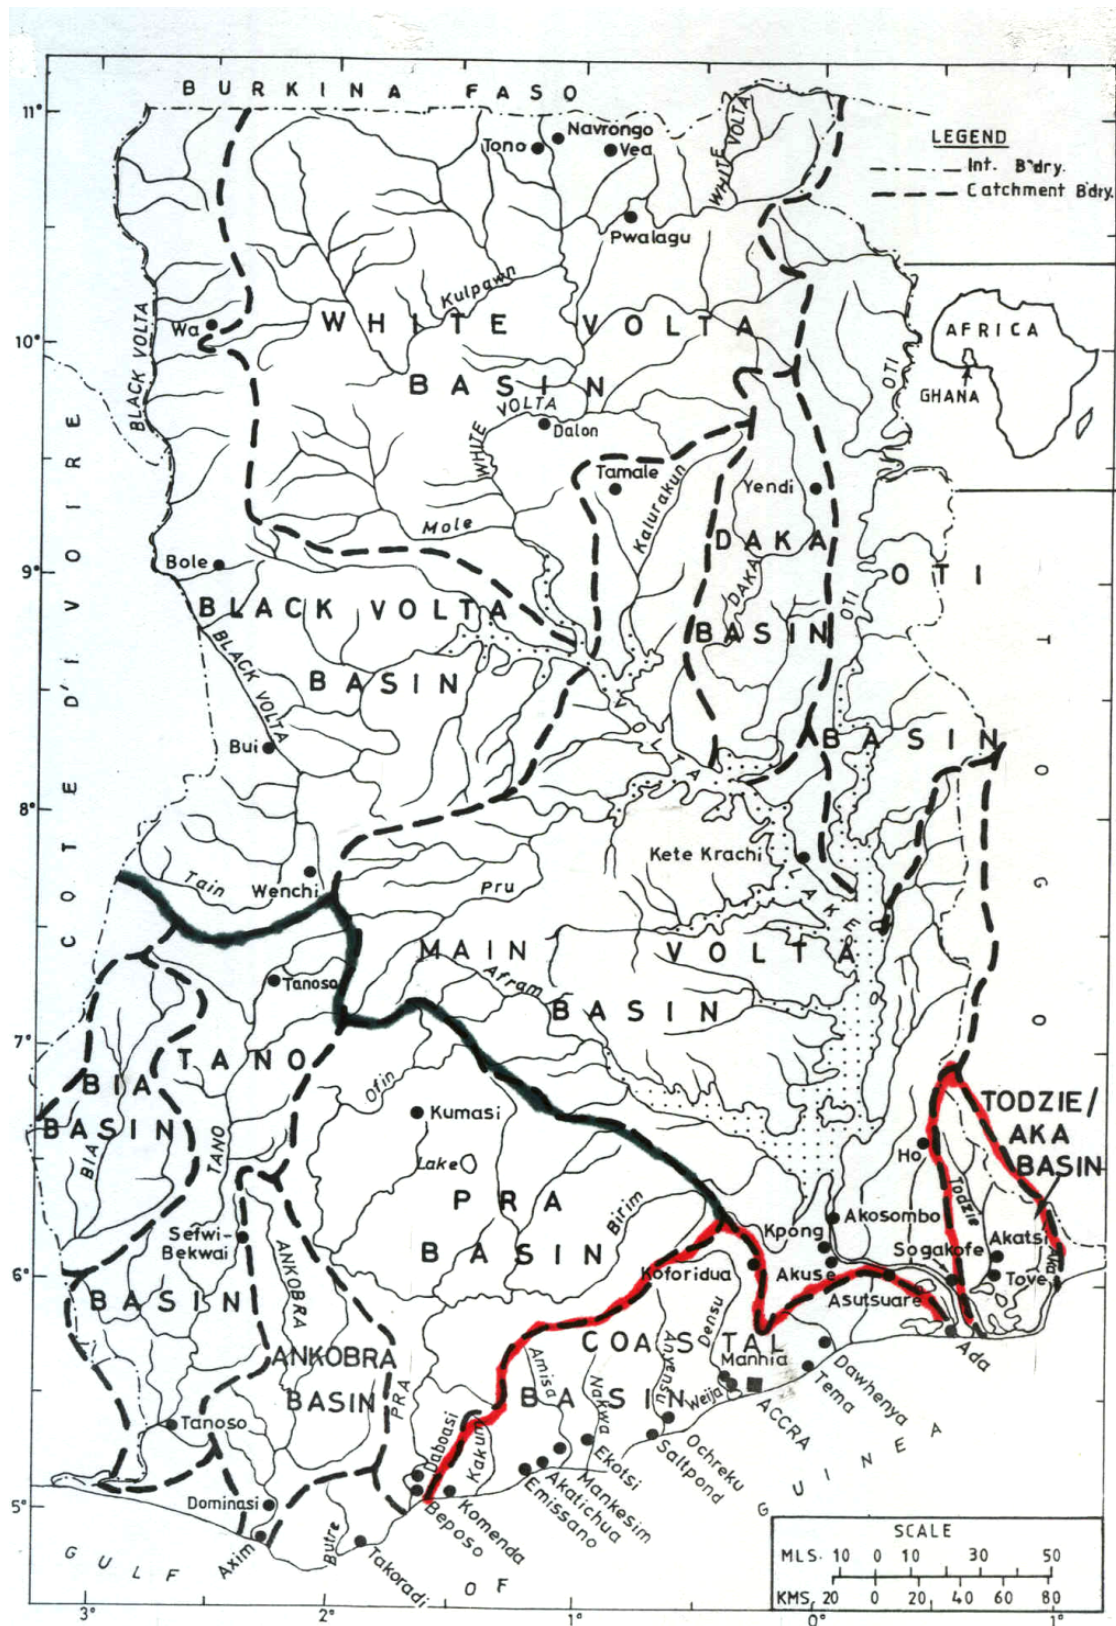 BURKINA FASO
11°
Navrongo
Tono
Vea
WHITE VOLTA
LEGEND
Int. B'dry.
Catchment Bdry.
Pwalagu
Kulpawn
Wa
WHITE VOLTA
BASIN
10°
BLACK VOLTA
OTI
AFRICA
GHANA
VOLTA
WHITE
Dalon
Tamale
Kalurakun
Yendi
Mole
DAKA
DAKA
BASIN
OTI
OTI
BASIN
9°
Bole
BLACK VOLTA
BASIN
BLACK VOLTA
Bui
VOLTA
COTE D'IVOIRE
TOGO
8°
Kete Krachi
LAKE
Tain
Wenchi
Pru
MAIN VOLTA
BASIN
Afram
Tanoso
7°
TANO
BIA
BASIN
BIA
TANO
Ofin
Kumasi
Lake
PRA
BASIN
Birim
TODZIE/
AKA
BASIN
Ho
Todzie
Akosombo
Kpong
Sogakofe
Akatsi
Aka
Tove
Sefwi-
Bekwai
ANKOBRA
6°
BASIN
Koforidua
Akuse
Asutsuare
Ada
COASTAL
BASIN
Densu
Manhia
Weija
ACCRA
Tema
Dawhenya
ANKOBRA
BASIN
PRA
Amisa
Nakwa
Tanoso
Daboasi
Kakum
Ochreku
Saltpond
Ekotsi
Mankesim
Akatichua
Emissano
Komenda
Beposo
5°
Dominasi
Axim
Butre
Takoradi
GULF OF GUINEA
SCALE
MLS. 10 0 10 30 50
KMS. 20 0 20 40 60 80
3° 2° 1° 0° 1°